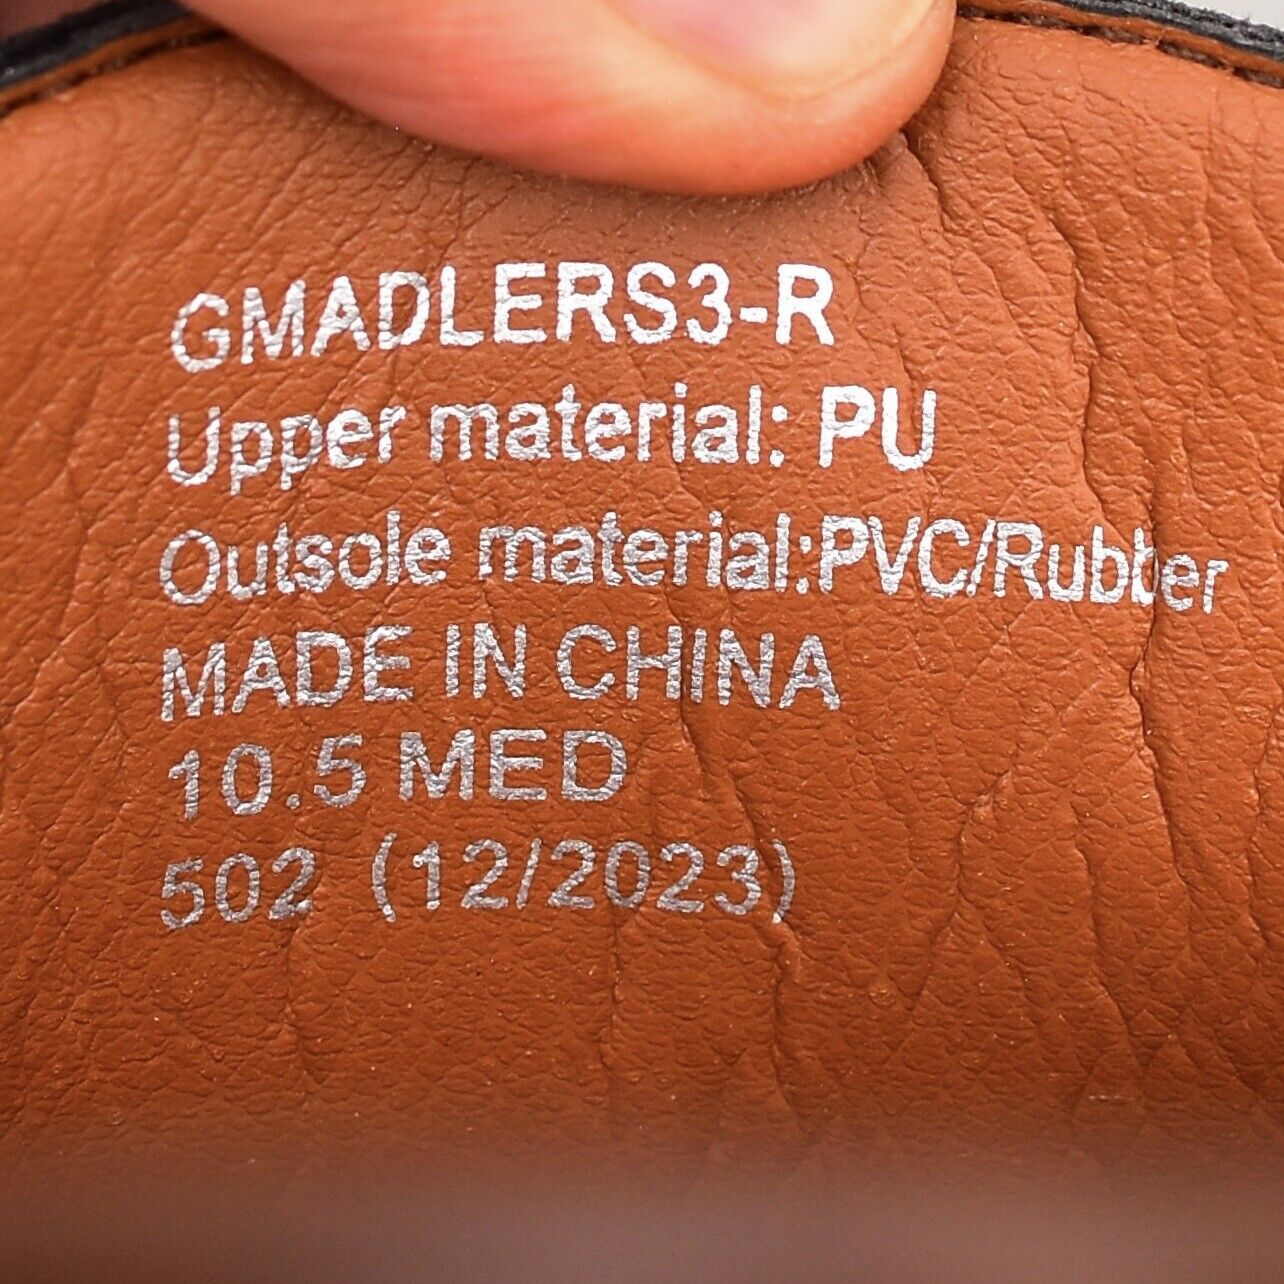 GMADLERS3-R
Upper material: PU
Outsole material:PVC/Rubber
MADE IN CHINA
10.5 MED
502 (12/2023)